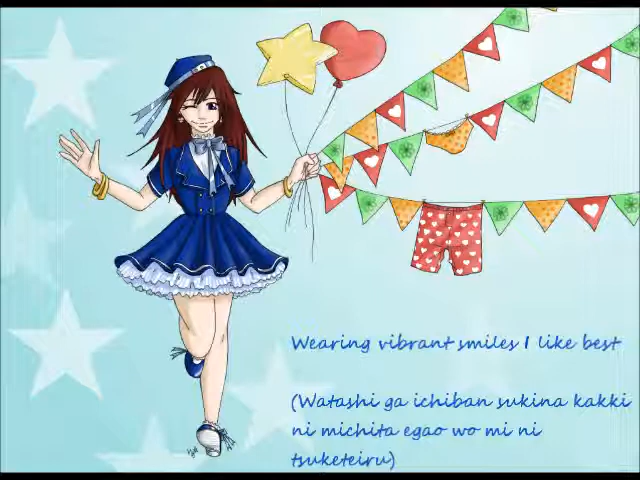 Wearing vibrant smiles I like best
(Watashi ga ichiban sukina kakki
ni michita egao wo mi ni
tsuketeiru)